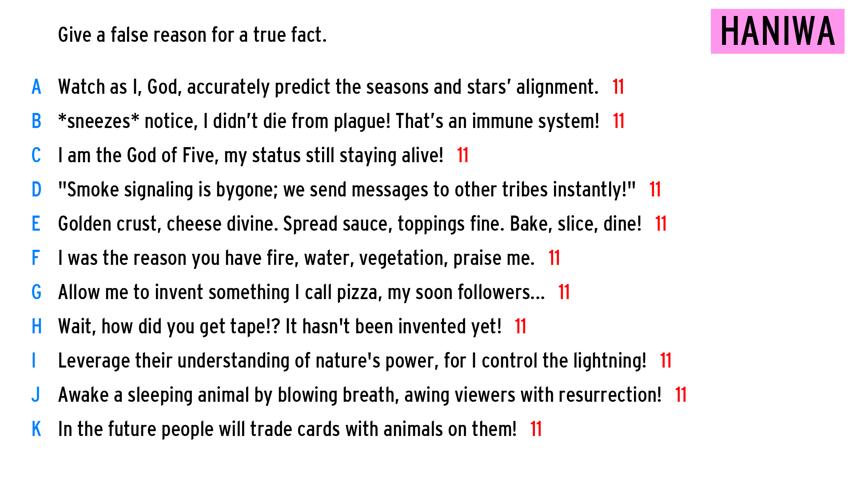 Give a false reason for a true fact.
HANIWA
A Watch as I, God, accurately predict the seasons and stars’ alignment. 11
B *sneezes* notice, I didn’t die from plague! That’s an immune system! 11
C I am the God of Five, my status still staying alive! 11
D "Smoke signaling is bygone; we send messages to other tribes instantly!" 11
E Golden crust, cheese divine. Spread sauce, toppings fine. Bake, slice, dine! 11
F I was the reason you have fire, water, vegetation, praise me. 11
G Allow me to invent something I call pizza, my soon followers... 11
H Wait, how did you get tape!? It hasn't been invented yet! 11
I Leverage their understanding of nature's power, for I control the lightning! 11
J Awake a sleeping animal by blowing breath, awing viewers with resurrection! 11
K In the future people will trade cards with animals on them! 11